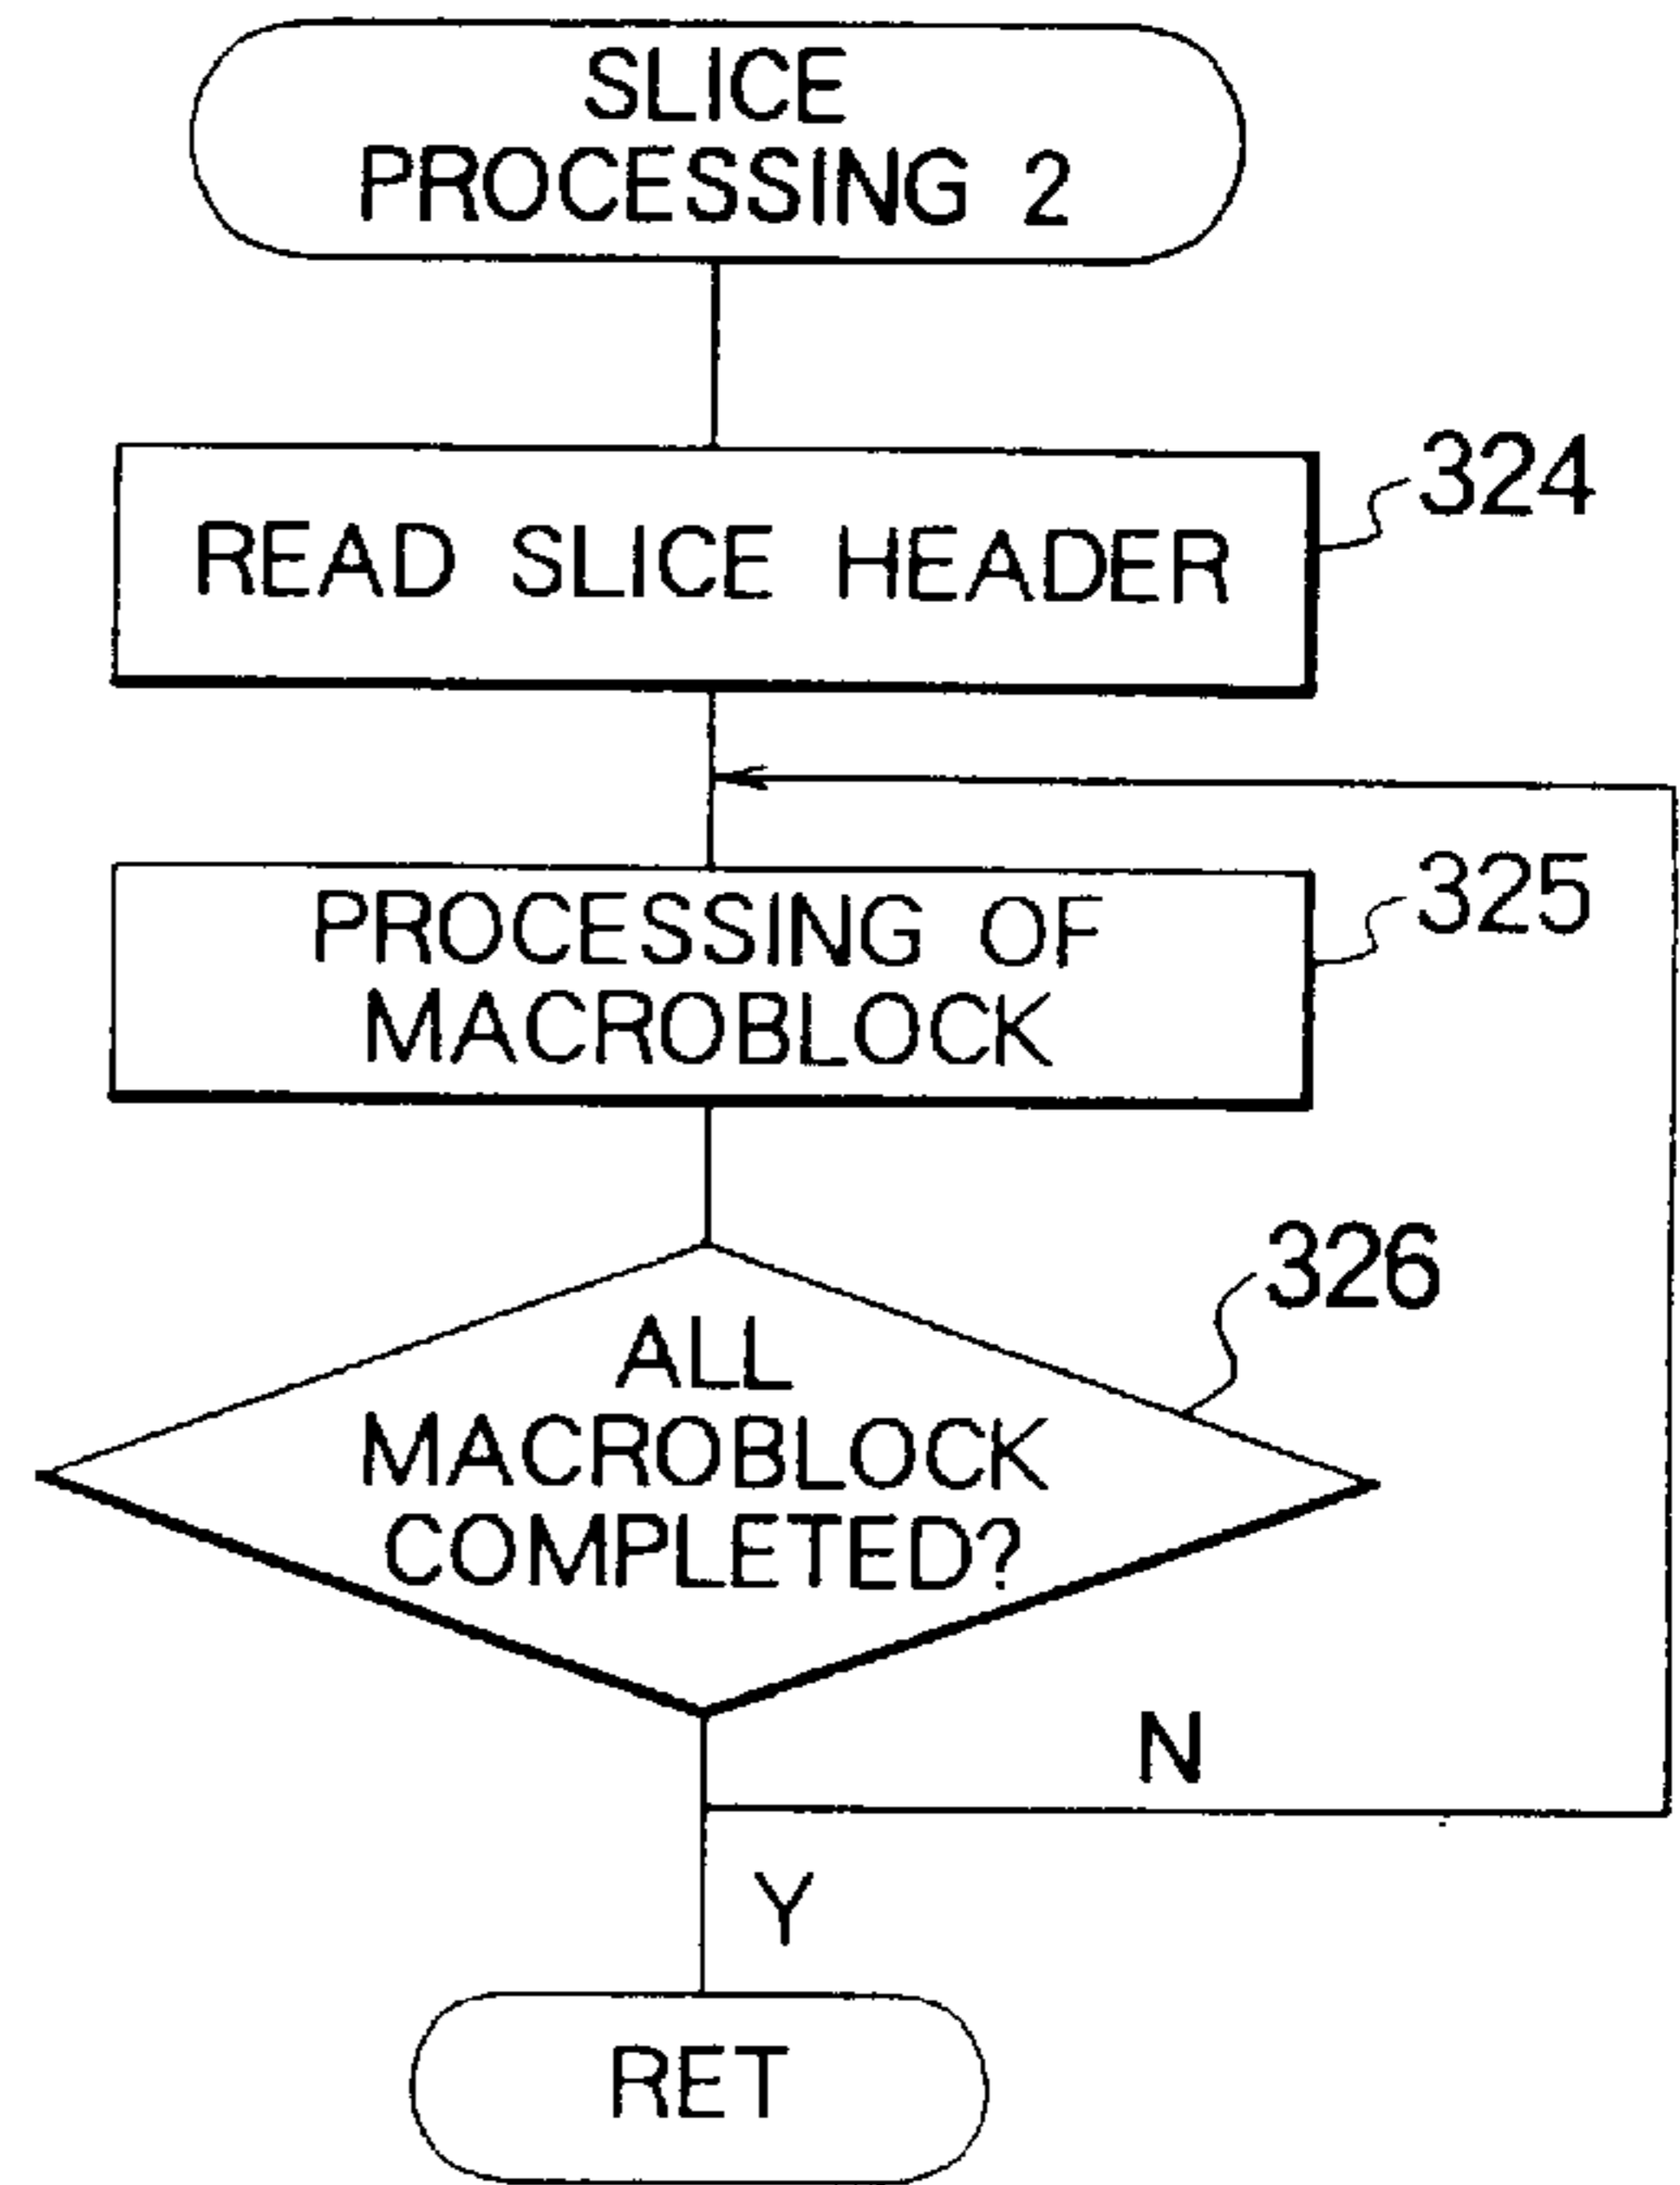 SLICE
PROCESSING 2
324
READ SLICE HEADER
325
PROCESSING OF
MACROBLOCK
326
ALL
MACROBLOCK
COMPLETED?
N
Y
RET